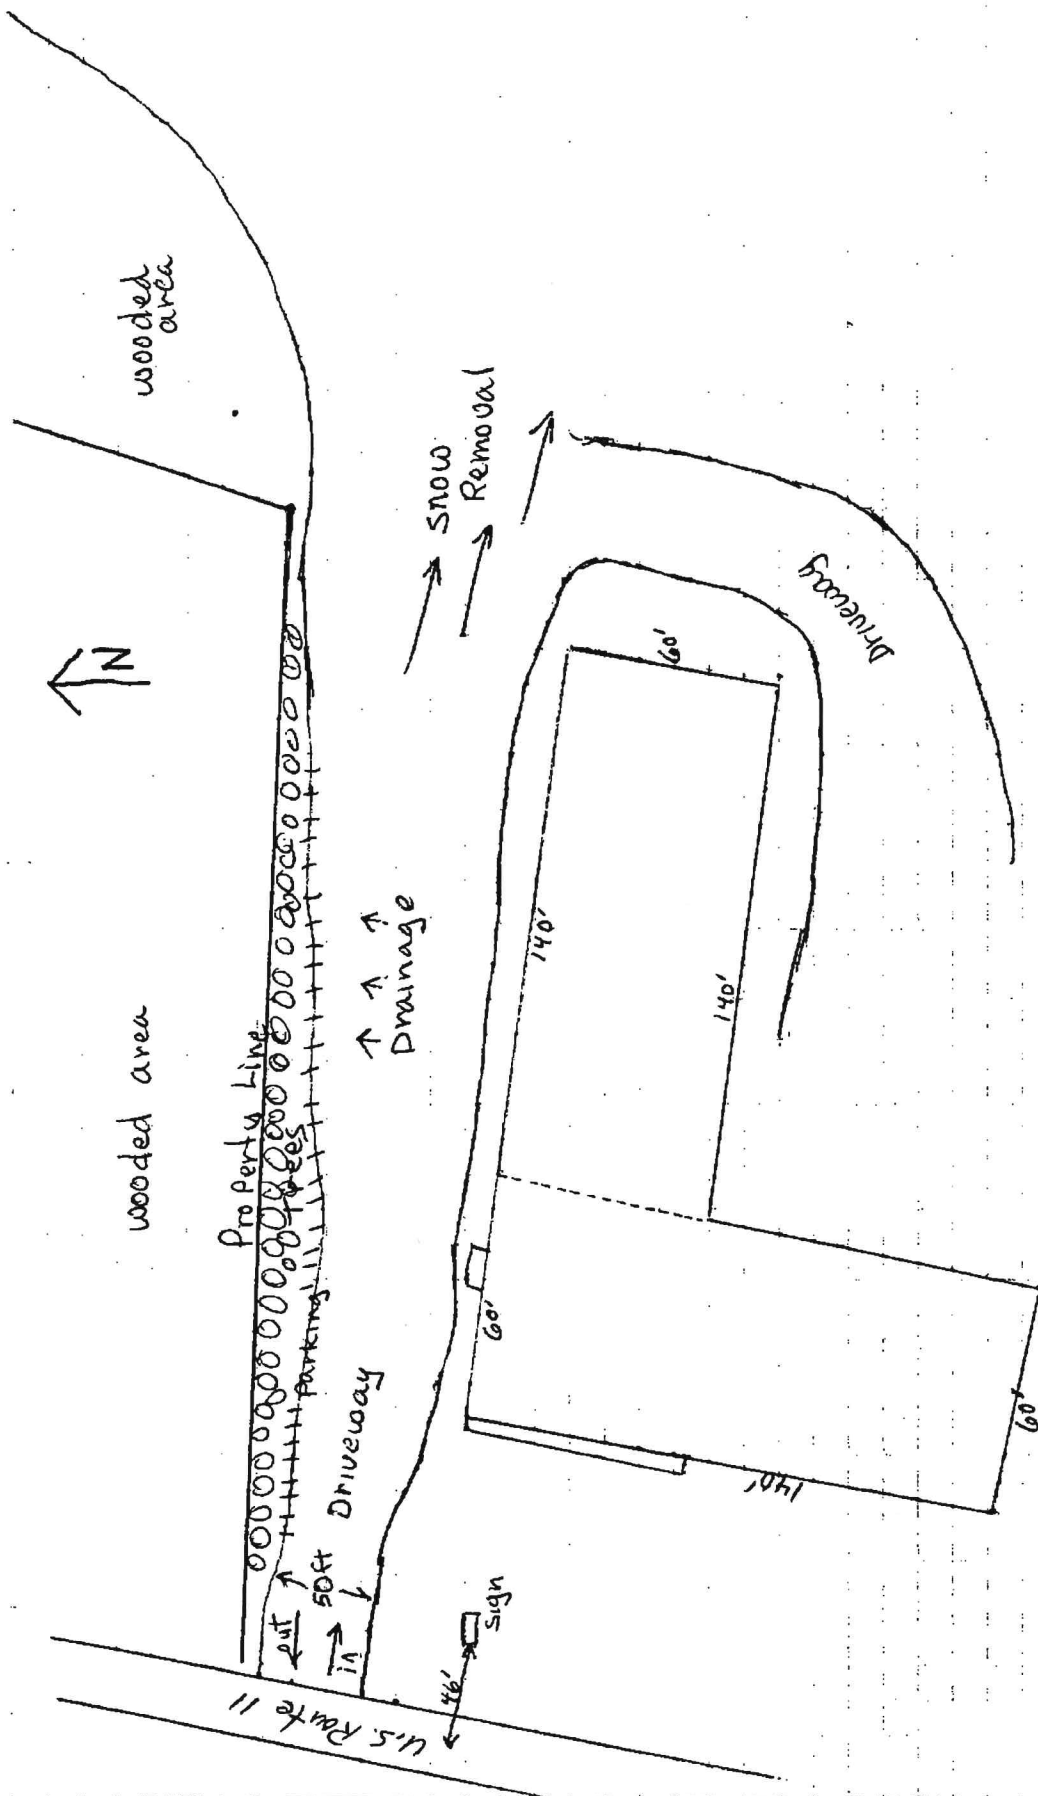 wooded
area
N
wooded area
Property Line
Trees
Parking
Snow
Removal
Drainage
Driveway
Driveway
50ft
out
in
U.S. Route 11
46'
sign
60'
140'
60'
140'
140'
60'